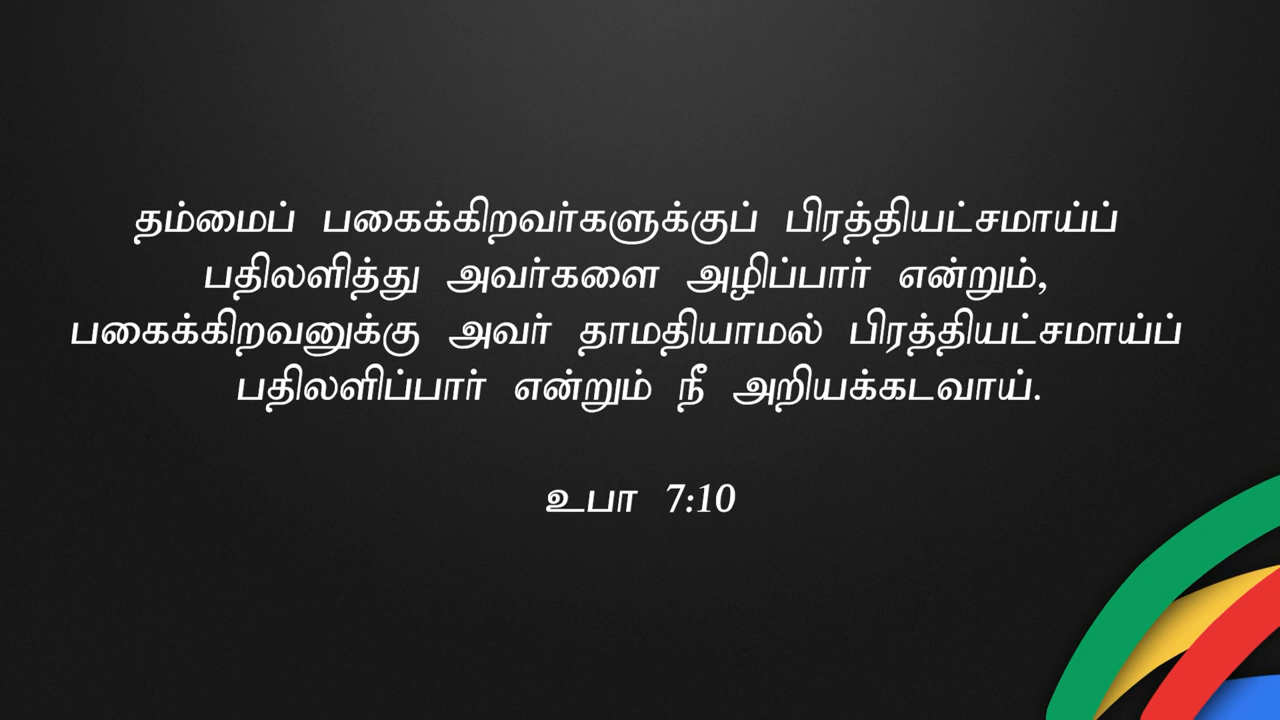 தம்மைப் பகைக்கிறவர்களுக்குப் பிரத்தியட்சமாய்ப்
பதிலளித்து அவர்களை அழிப்பார் என்றும்,
பகைக்கிறவனுக்கு அவர் தாமதியாமல் பிரத்தியட்சமாய்ப்
பதிலளிப்பார் என்றும் நீ அறியக்கடவாய்.
உபா 7:10